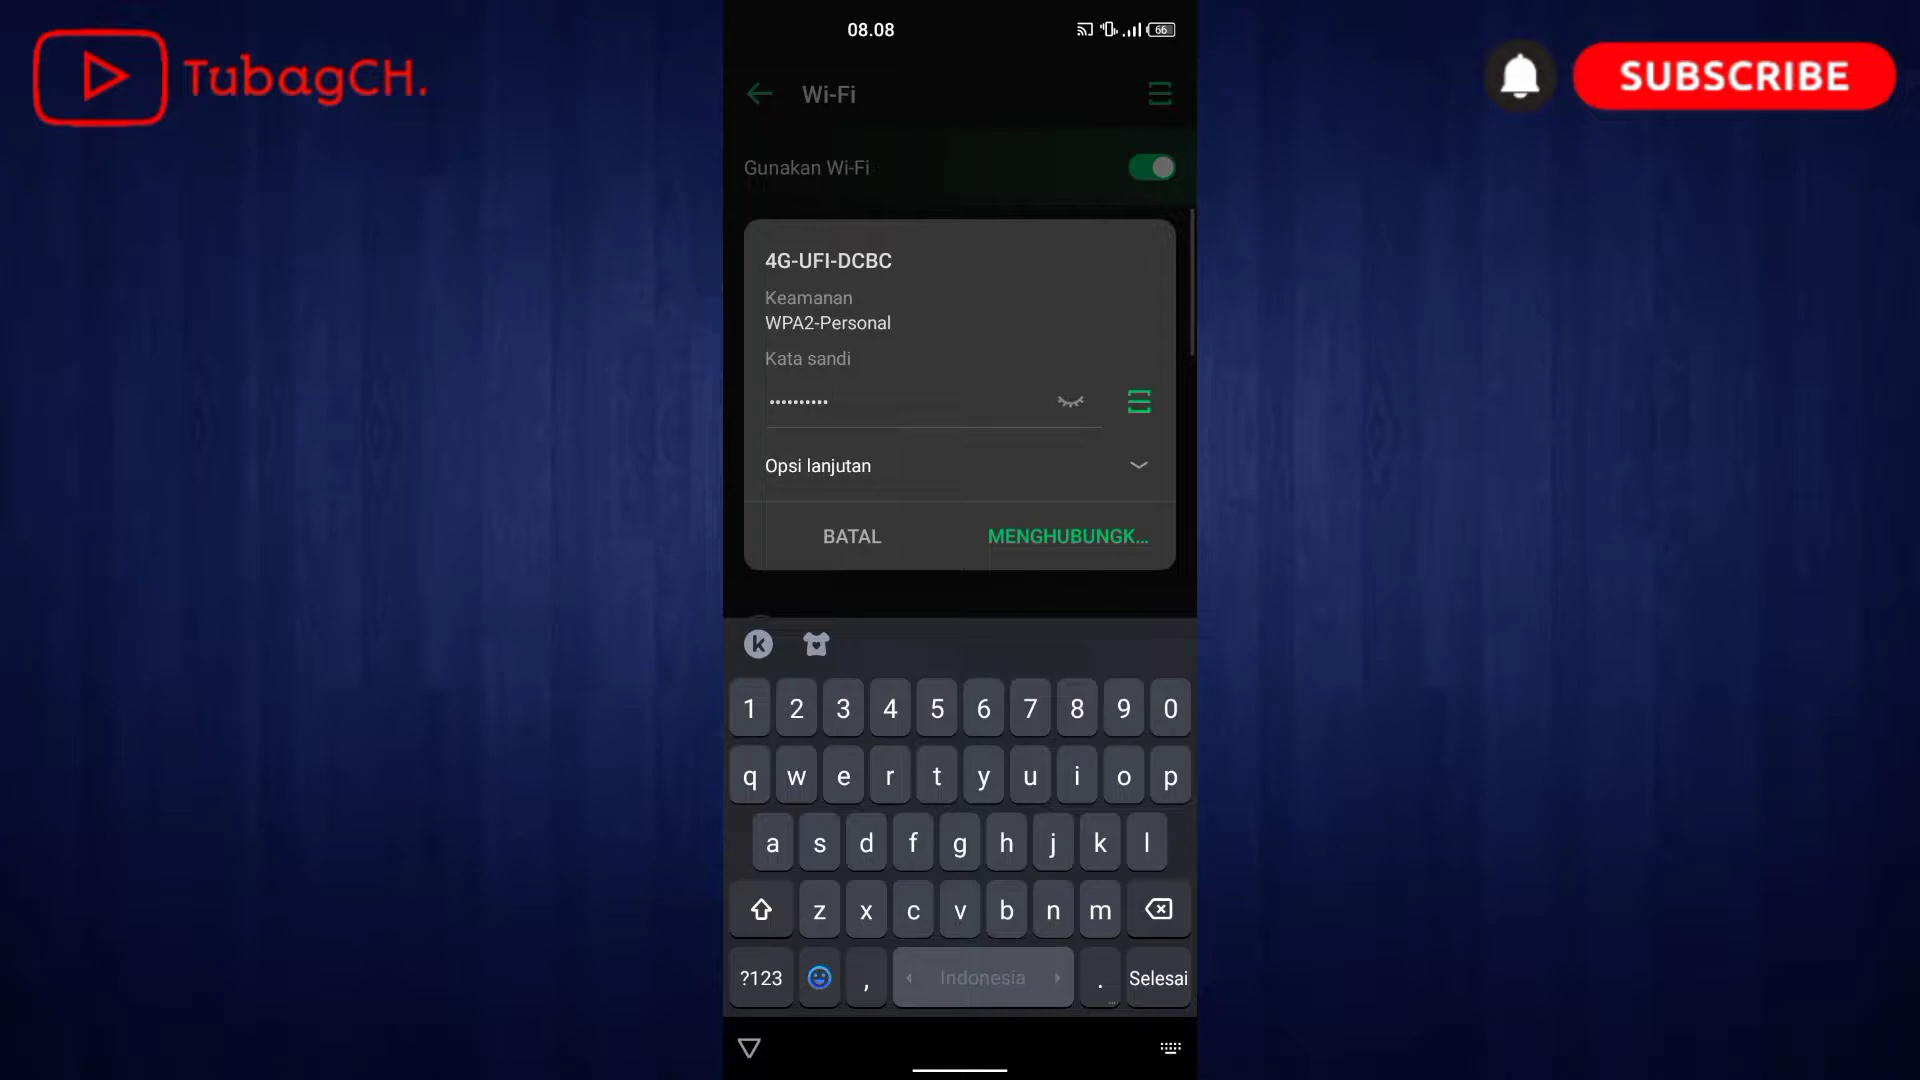 TubagCH.
SUBSCRIBE
08.08
66
Wi-Fi
Gunakan Wi-Fi
4G-UFI-DCBC
Keamanan
WPA2-Personal
Kata sandi
••••••••••
Opsi lanjutan
BATAL MENGHUBUNGK...
k
1 2 3 4 5 6 7 8 9 0
q w e r t y u i o p
a s d f g h j k l
z x c v b n m
?123 , Indonesia . Selesai